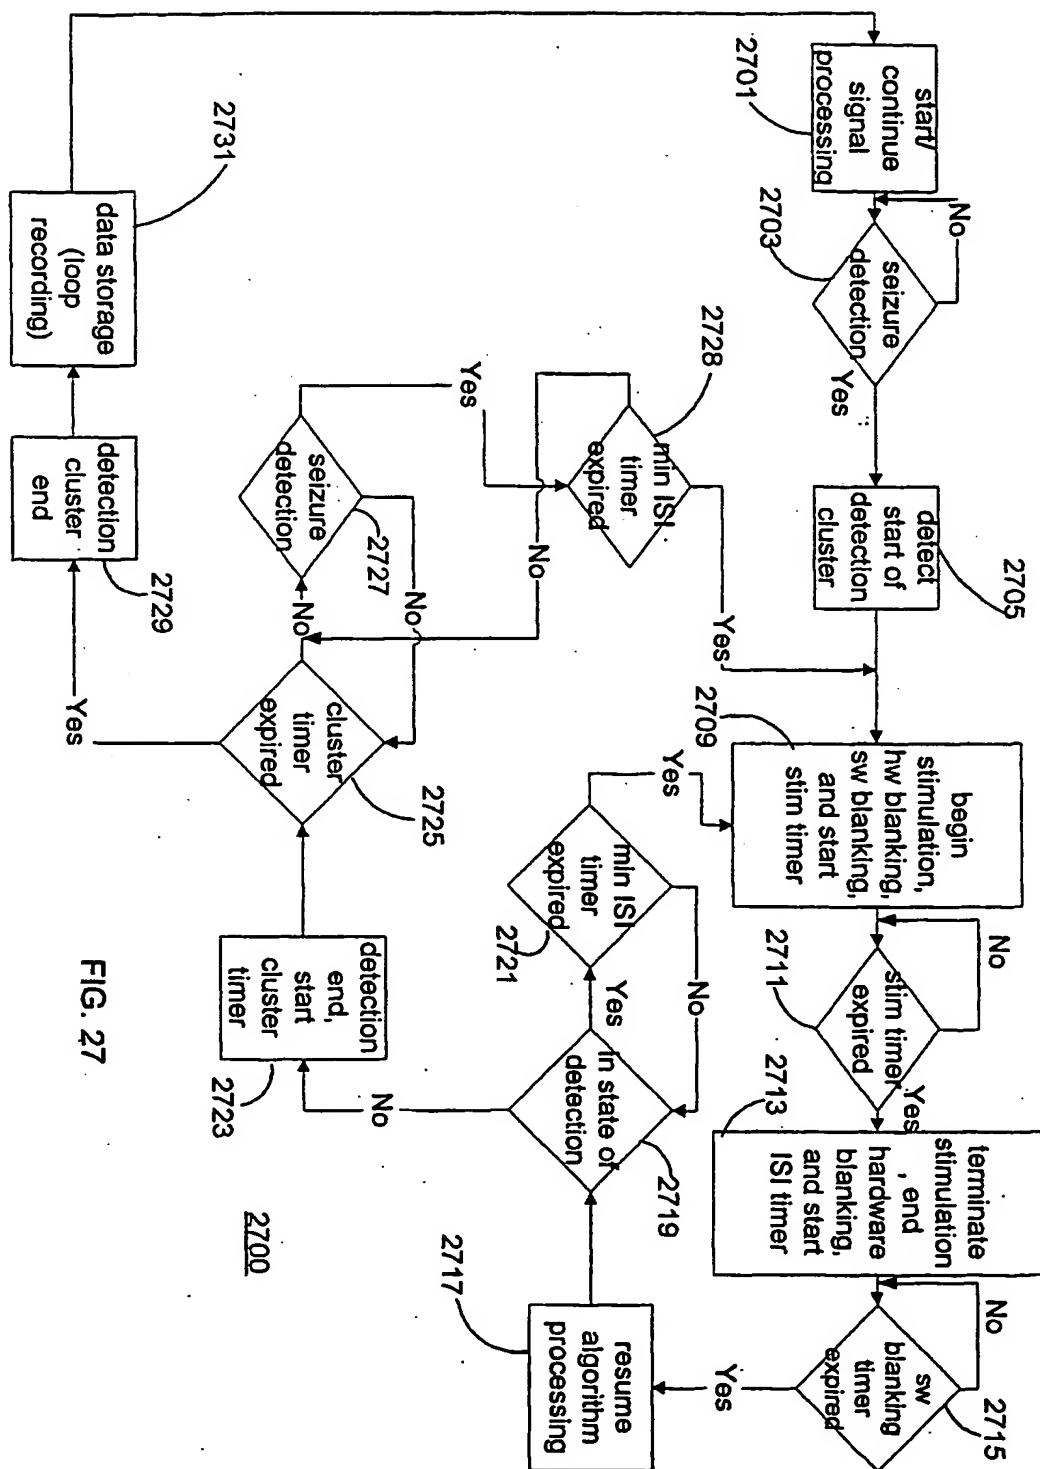 start/
continue
signal
processing
2701
No
seizure
detection
2703
Yes
detect
start of
detection
cluster
2705
begin
stimulation,
hw blanking,
sw blanking,
and start
stim timer
2709
No
stim timer
expired
2711
Yes
terminate
stimulation
, end
hardware
blanking,
and start
ISI timer
2713
No
sw
blanking
timer
expired
2715
Yes
resume
algorithm
processing
2717
in state of
detection
2719
Yes
No
min ISI
timer
expired
2721
Yes
No
detection
end,
start
cluster
timer
2723
cluster
timer
expired
2725
No
seizure
detection
2727
No
Yes
min ISI
timer
expired
2728
Yes
No
Yes
detection
cluster
end
2729
data storage
(loop
recording)
2731
2700
FIG. 27